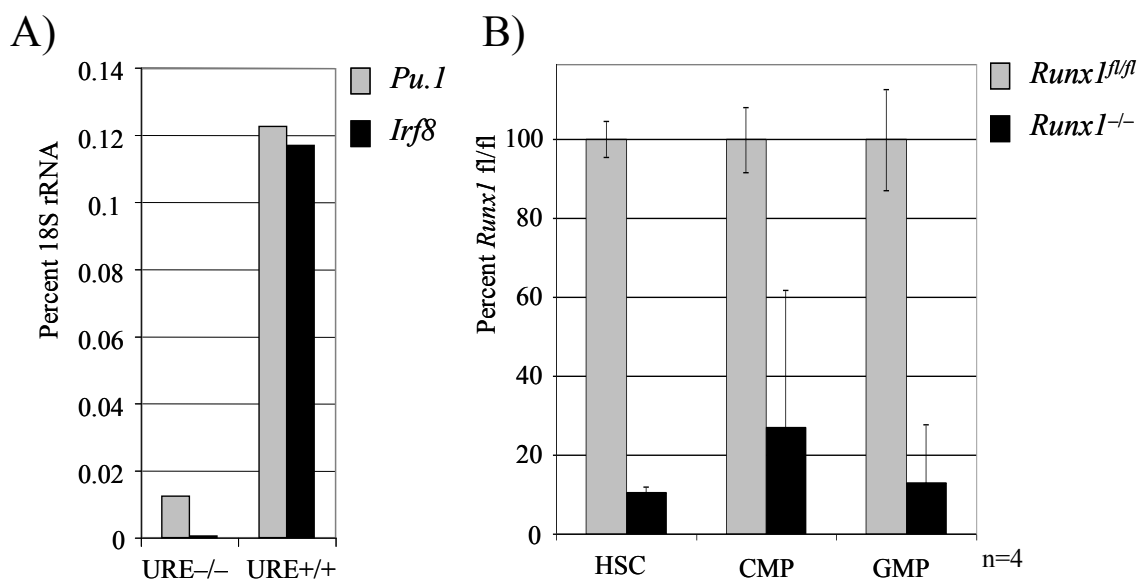 A)
Percent 18S rRNA
0.14
0.12
0.1
0.08
0.06
0.04
0.02
0
URE–/–
URE+/+
Pu.1
Irf8
B)
Percent Runx1 fl/fl
100
80
60
40
20
0
HSC
CMP
GMP
n=4
Runx1fl/fl
Runx1–/–